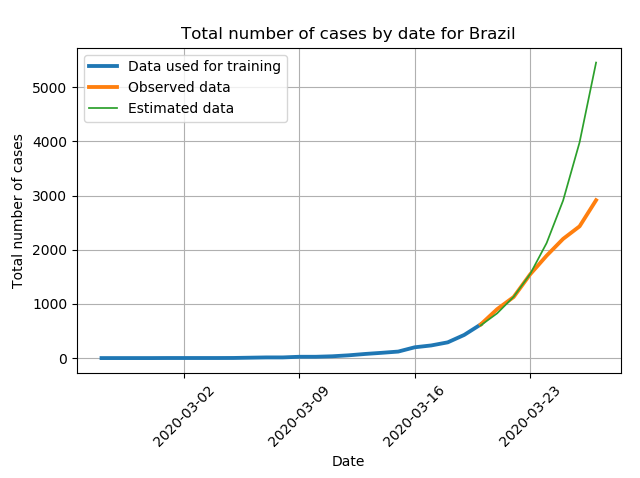 Total number of cases by date for Brazil
Data used for training
Observed data
Estimated data
Total number of cases
5000
4000
3000
2000
1000
0
2020-03-02
2020-03-09
2020-03-16
2020-03-23
Date